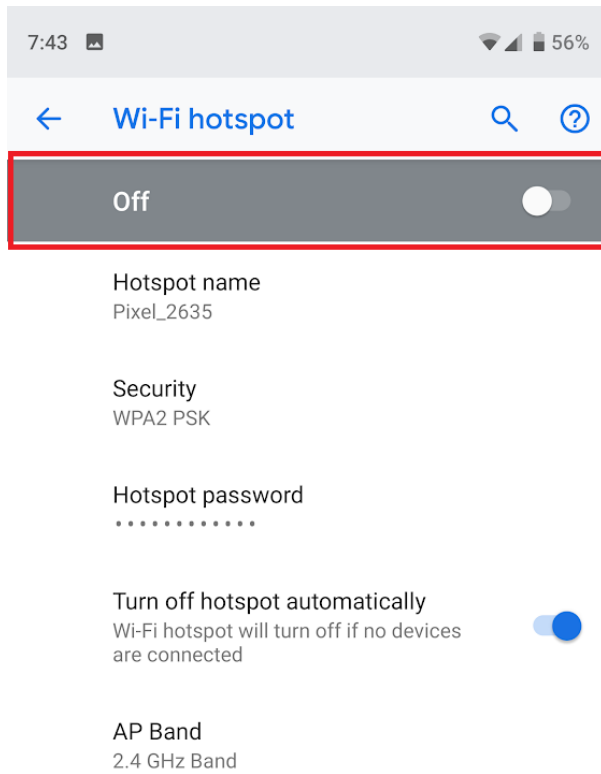 7:43 56%
Wi-Fi hotspot
Off
Hotspot name
Pixel_2635
Security
WPA2 PSK
Hotspot password
••••••••••••
Turn off hotspot automatically
Wi-Fi hotspot will turn off if no devices
are connected
AP Band
2.4 GHz Band